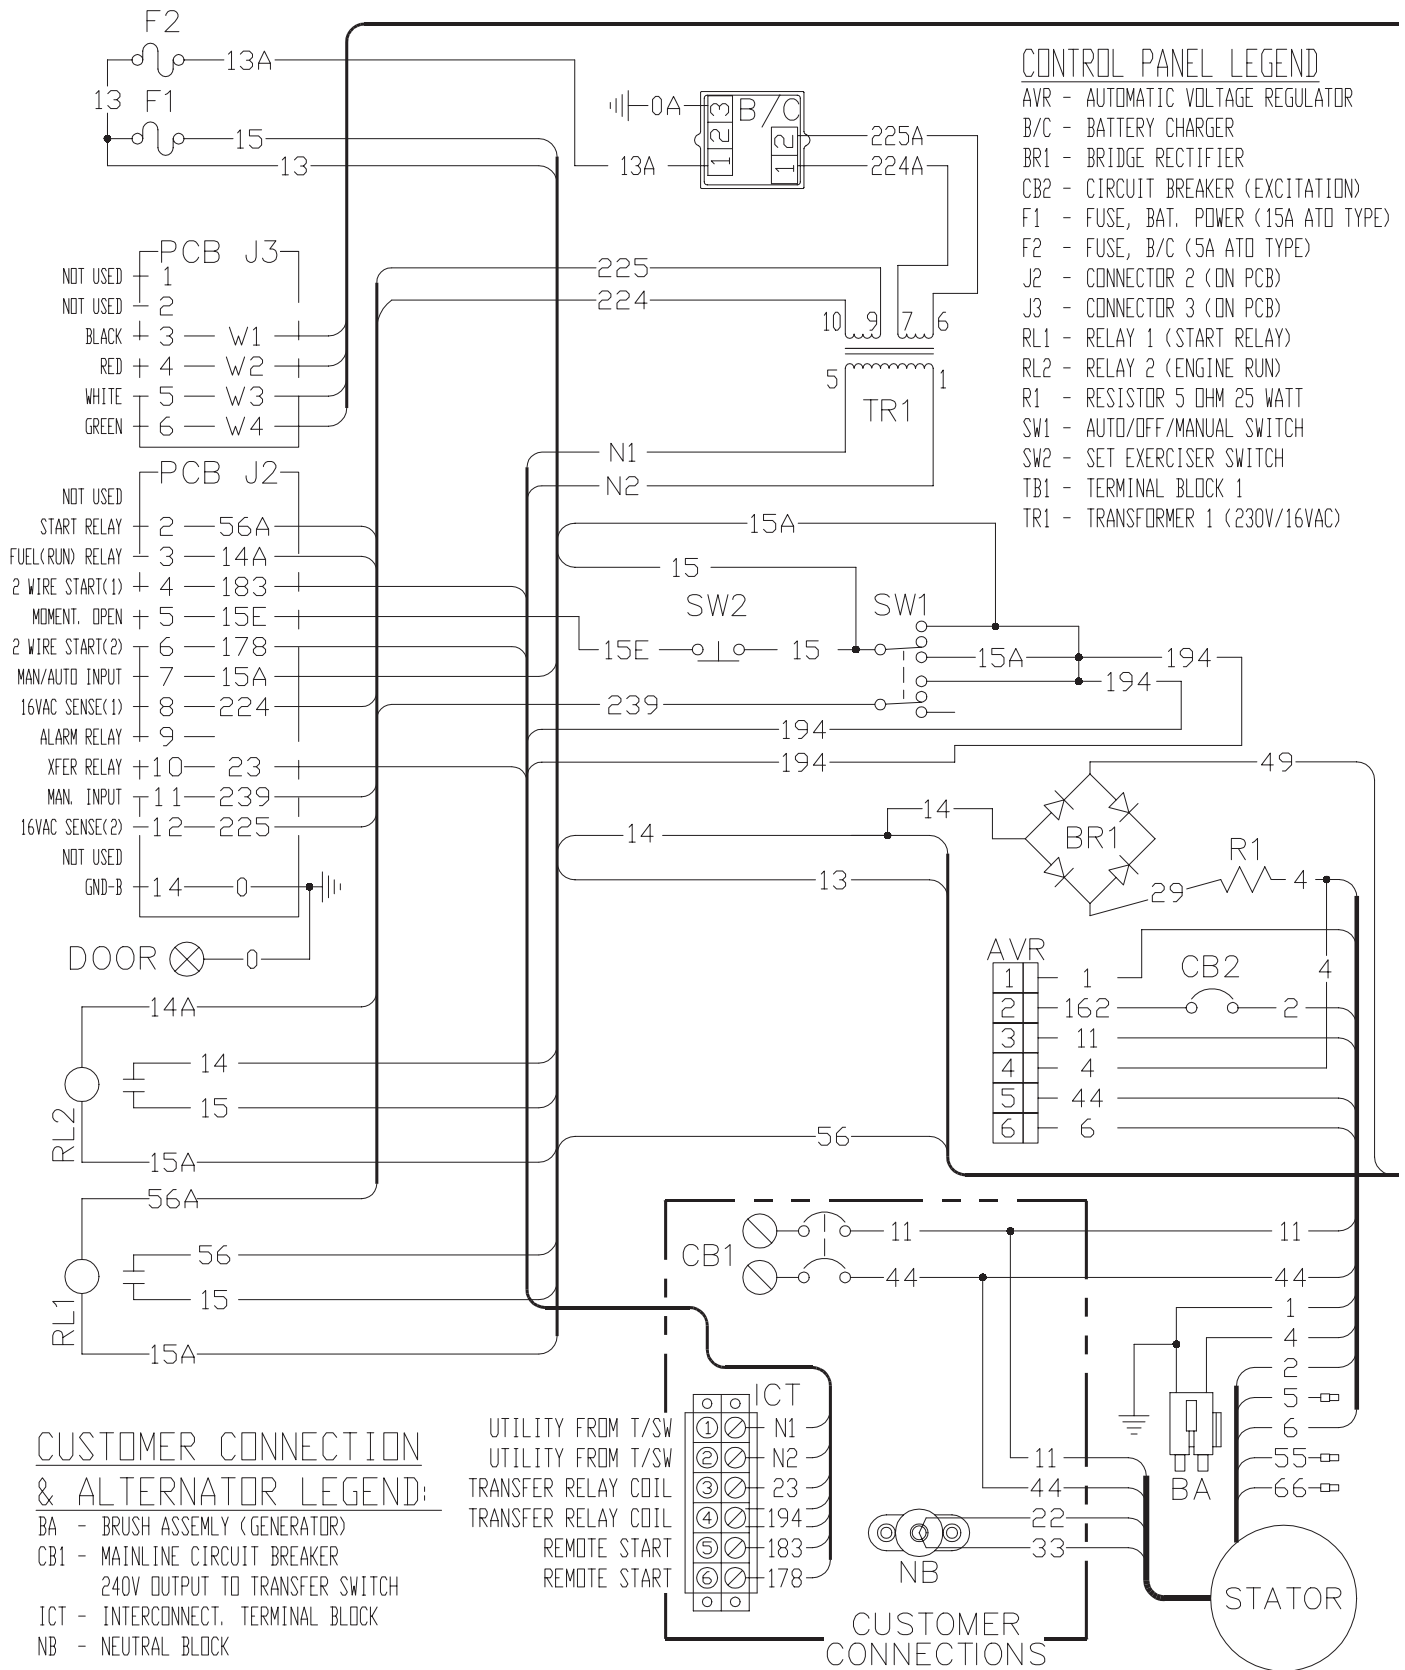 F2
13A
13
F1
15
13
0A
3
B/C
2
2
1
1
13A
225A
224A
CONTROL PANEL LEGEND
AVR - AUTOMATIC VOLTAGE REGULATOR
B/C - BATTERY CHARGER
BR1 - BRIDGE RECTIFIER
CB2 - CIRCUIT BREAKER (EXCITATION)
F1 - FUSE, BAT. POWER (15A ATO TYPE)
F2 - FUSE, B/C (5A ATO TYPE)
J2 - CONNECTOR 2 (ON PCB)
J3 - CONNECTOR 3 (ON PCB)
RL1 - RELAY 1 (START RELAY)
RL2 - RELAY 2 (ENGINE RUN)
R1 - RESISTOR 5 OHM 25 WATT
SW1 - AUTO/OFF/MANUAL SWITCH
SW2 - SET EXERCISER SWITCH
TB1 - TERMINAL BLOCK 1
TR1 - TRANSFORMER 1 (230V/16VAC)
PCB J3
NOT USED 1
NOT USED 2
BLACK 3 W1
RED 4 W2
WHITE 5 W3
GREEN 6 W4
225
224
10 9 7 6
5 1
TR1
N1
N2
PCB J2
NOT USED
START RELAY 2 56A
FUEL(RUN) RELAY 3 14A
2 WIRE START(1) 4 183
MOMENT. OPEN 5 15E
2 WIRE START(2) 6 178
MAN/AUTO INPUT 7 15A
16VAC SENSE(1) 8 224
ALARM RELAY 9
XFER RELAY 10 23
MAN. INPUT 11 239
16VAC SENSE(2) 12 225
NOT USED
GND-B 14 0
DOOR 0
15A
15
SW2 SW1
15E 15 15A 194
194
239
194
194
49
14
14
BR1
13
R1
29 4
AVR
1 1
2 162
3 11
4 4
5 44
6 6
CB2
2
4
14A
14
15
RL2
15A
56
56A
56
15
RL1
15A
CB1
11 11
44 44
1
4
2
5
6
55
66
BA
ICT
UTILITY FROM T/SW 1 N1
UTILITY FROM T/SW 2 N2
TRANSFER RELAY COIL 3 23
TRANSFER RELAY COIL 4 194
REMOTE START 5 183
REMOTE START 6 178
11
44
22
33
NB
CUSTOMER
CONNECTIONS
STATOR
CUSTOMER CONNECTION
& ALTERNATOR LEGEND:
BA - BRUSH ASSEMLY (GENERATOR)
CB1 - MAINLINE CIRCUIT BREAKER
240V OUTPUT TO TRANSFER SWITCH
ICT - INTERCONNECT. TERMINAL BLOCK
NB - NEUTRAL BLOCK